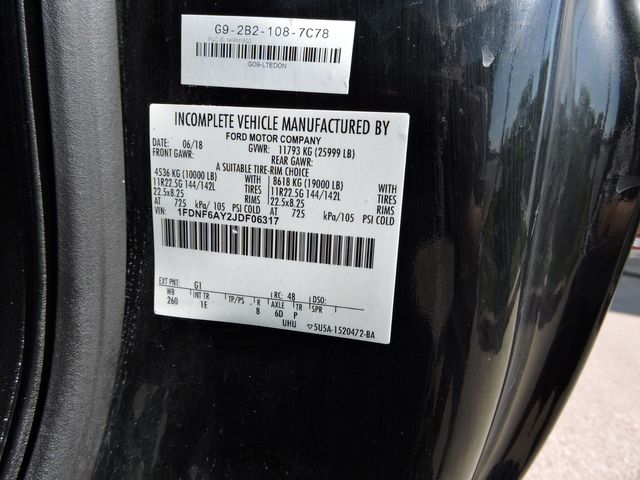 G9-2B2-108-7C78
GO9-LTEDON
INCOMPLETE VEHICLE MANUFACTURED BY
FORD MOTOR COMPANY
DATE: 06/18 GVWR: 11793 KG (25999 LB)
FRONT GAWR: REAR GAWR:
A SUITABLE TIRE-RIM CHOICE
4536 KG (10000 LB) WITH 8618 KG (19000 LB) WITH
11R22.5G 144/142L TIRES 11R22.5G 144/142L TIRES
22.5x8.25 RIMS 22.5x8.25 RIMS
AT 725 kPa/105 PSI COLD AT 725 kPa/105 PSI COLD
VIN: 1FDNF6AY2JDF06317
EXT PNT: G1 RC: 48 DSO:
WB INT TR TP/PS R AXLE TR SPR
260 1E 8 6D P
UHU ▽5U5A-1520472-BA